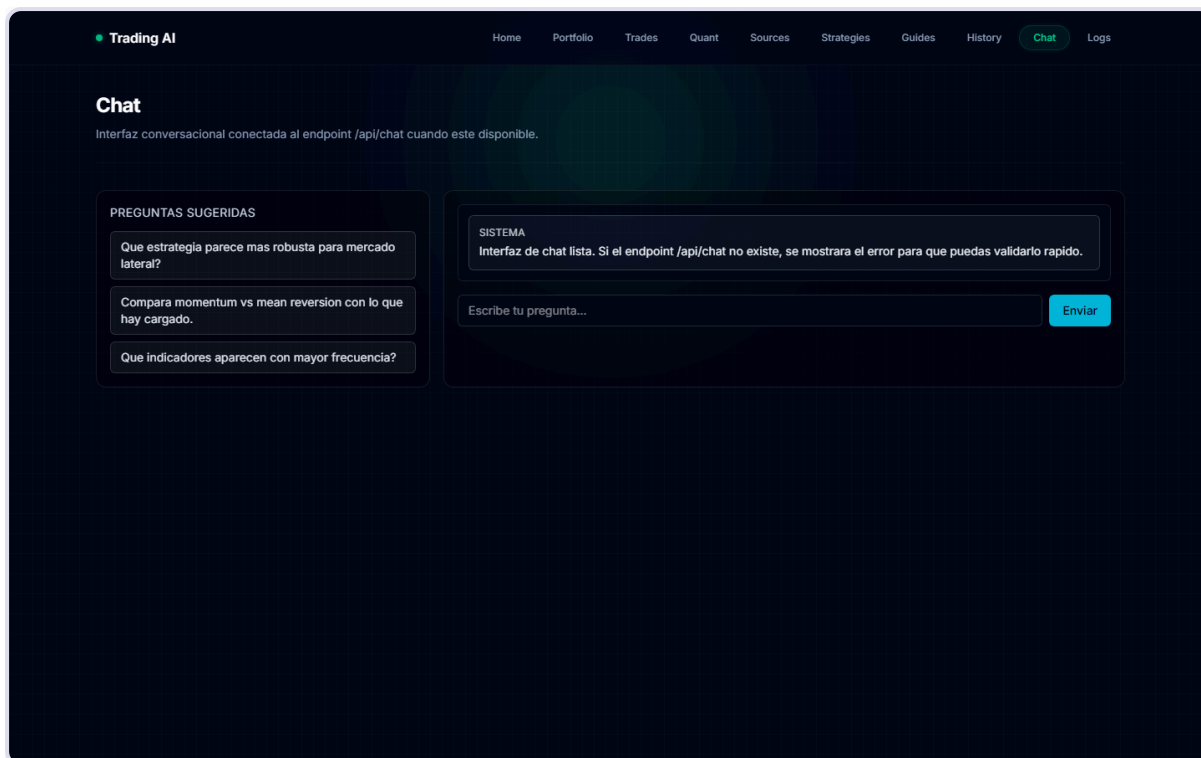 Trading AI
Home Portfolio Trades Quant Sources Strategies Guides History Chat Logs
Chat
Interfaz conversacional conectada al endpoint /api/chat cuando este disponible.
PREGUNTAS SUGERIDAS
Que estrategia parece mas robusta para mercado
lateral?
Compara momentum vs mean reversion con lo que
hay cargado.
Que indicadores aparecen con mayor frecuencia?
SISTEMA
Interfaz de chat lista. Si el endpoint /api/chat no existe, se mostrara el error para que puedas validarlo rapido.
Escribe tu pregunta...
Enviar